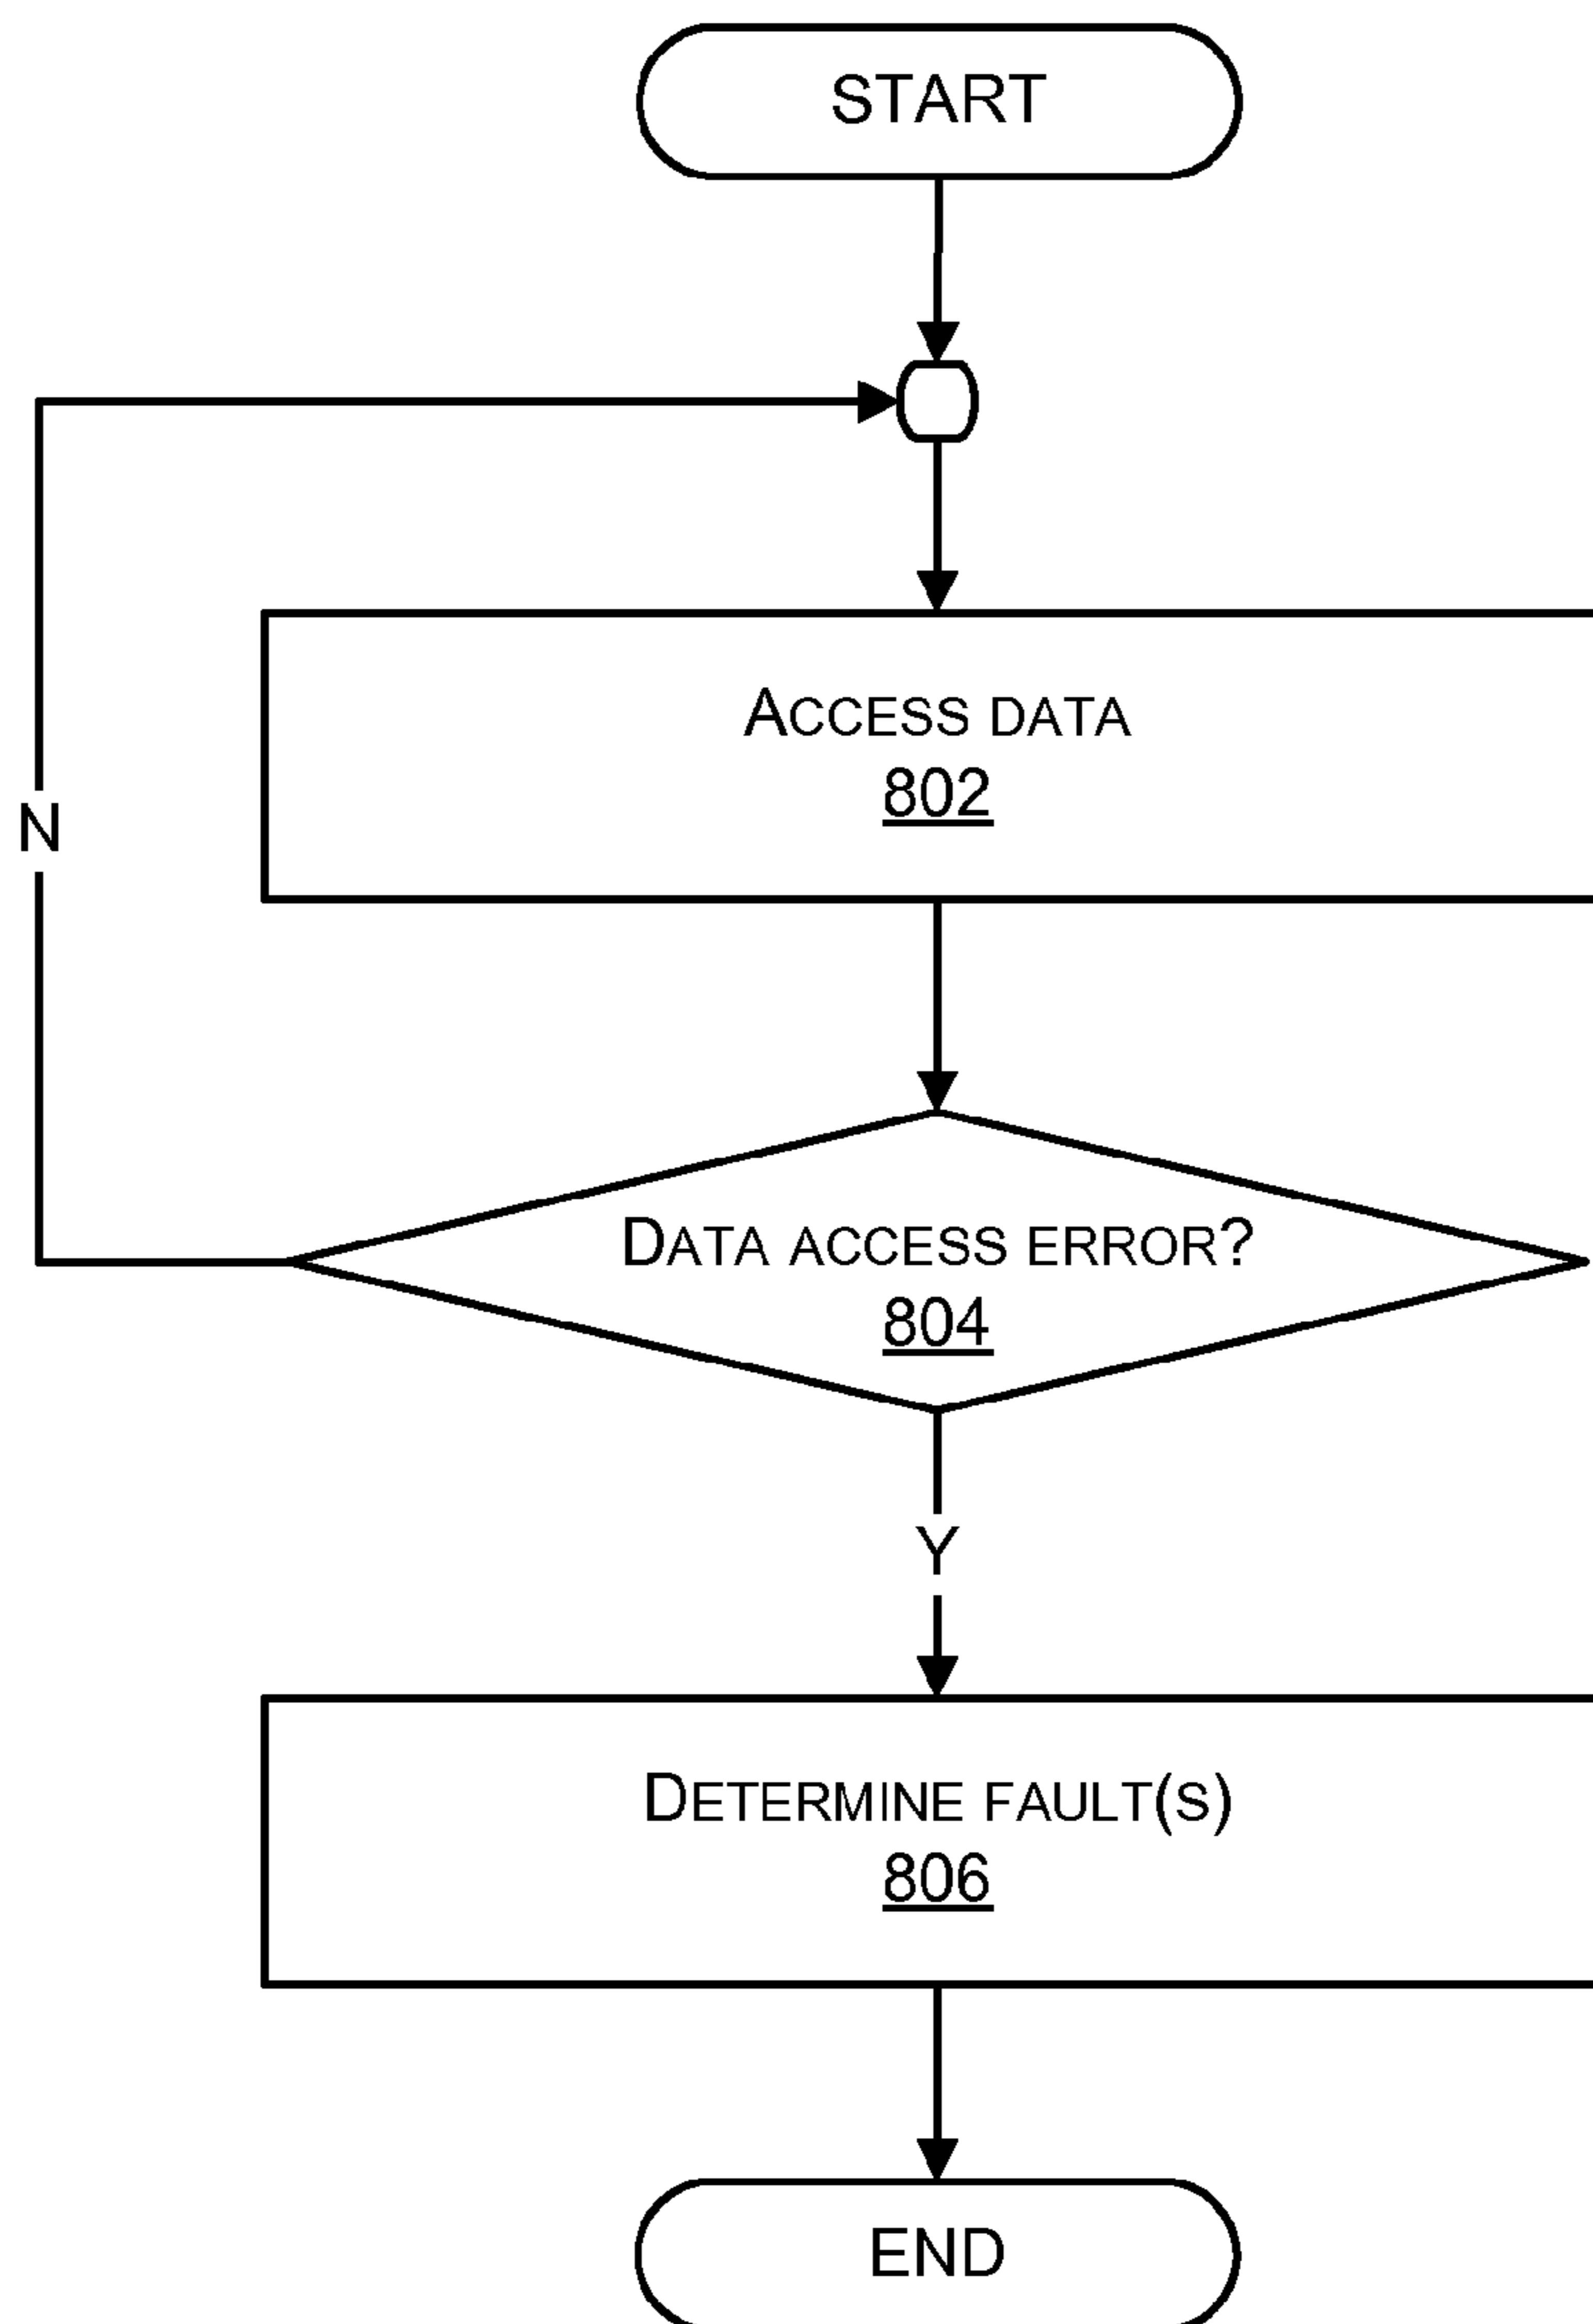 START
ACCESS DATA
802
N
DATA ACCESS ERROR?
804
Y
DETERMINE FAULT(S)
806
END